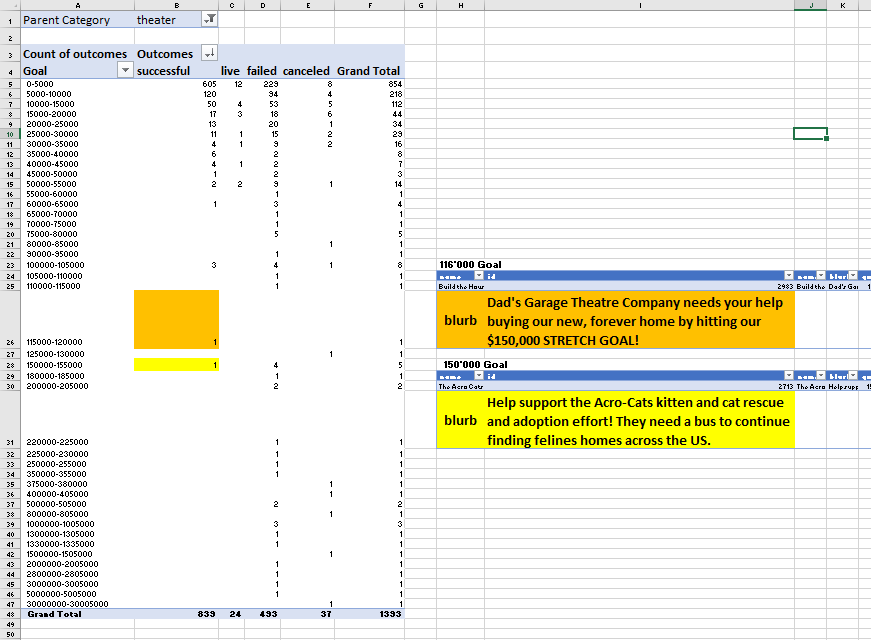 A B C D E F G H I J K
1 Parent Category theater
2
3 Count of outcomes Outcomes
4 Goal successful live failed canceled Grand Total
5 0-5000 605 12 229 8 854
6 5000-10000 120 94 4 218
7 10000-15000 50 4 53 5 112
8 15000-20000 17 3 18 6 44
9 20000-25000 13 20 1 34
10 25000-30000 11 1 15 2 29
11 30000-35000 4 1 9 2 16
12 35000-40000 6 2 8
13 40000-45000 4 1 2 7
14 45000-50000 1 2 3
15 50000-55000 2 2 9 1 14
16 55000-60000 1 1
17 60000-65000 1 3 4
18 65000-70000 1 1
19 70000-75000 1 1
20 75000-80000 5 5
21 80000-85000 1 1
22 90000-95000 1 1
23 100000-105000 3 4 1 8 116'000 Goal
24 105000-110000 1 1 name id
25 110000-115000 1 1 Build the Hour 2983 Build the Dad's Gar
Dad's Garage Theatre Company needs your help
blurb buying our new, forever home by hitting our
26 115000-120000 1 1 $150,000 STRETCH GOAL!
27 125000-130000 1 1
28 150000-155000 1 4 5 150'000 Goal
29 180000-185000 1 1 name id
30 200000-205000 2 2 The Acro Cats 2713 The Acro Help supp
Help support the Acro-Cats kitten and cat rescue
blurb and adoption effort! They need a bus to continue
31 220000-225000 1 1 finding felines homes across the US.
32 225000-230000 1 1
33 250000-255000 1 1
34 350000-355000 1 1
35 375000-380000 1 1
36 400000-405000 1 1
37 500000-505000 2 2
38 800000-805000 1 1
39 1000000-1005000 3 3
40 1300000-1305000 1 1
41 1330000-1335000 1 1
42 1500000-1505000 1 1
43 2000000-2005000 1 1
44 2800000-2805000 1 1
45 3000000-3005000 1 1
46 5000000-5005000 1 1
47 30000000-30005000 1 1
48 Grand Total 839 24 493 37 1393
49
50